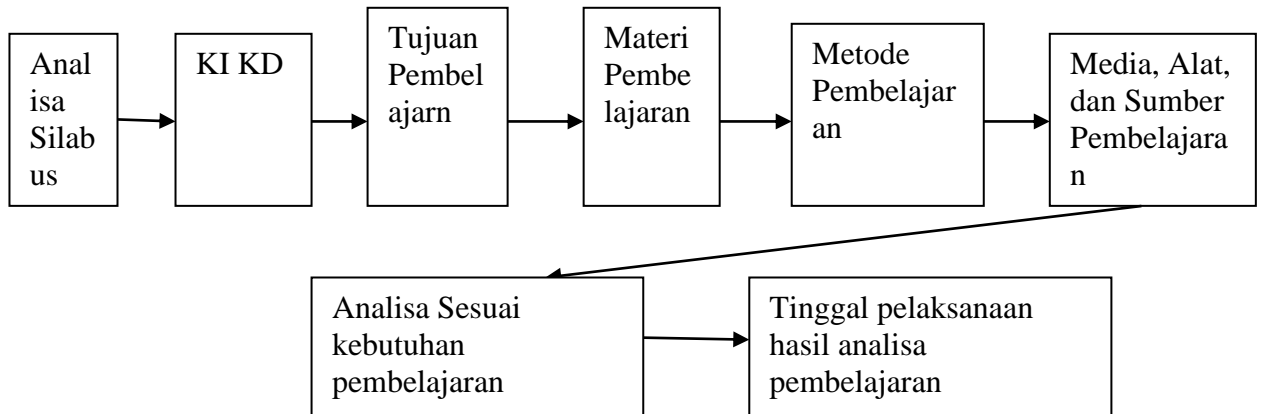 Anal
isa
Silab
us
KI KD
Tujuan
Pembel
ajarn
Materi
Pembe
lajaran
Metode
Pembelajar
an
Media, Alat,
dan Sumber
Pembelajara
n
Analisa Sesuai
kebutuhan
pembelajaran
Tinggal pelaksanaan
hasil analisa
pembelajaran